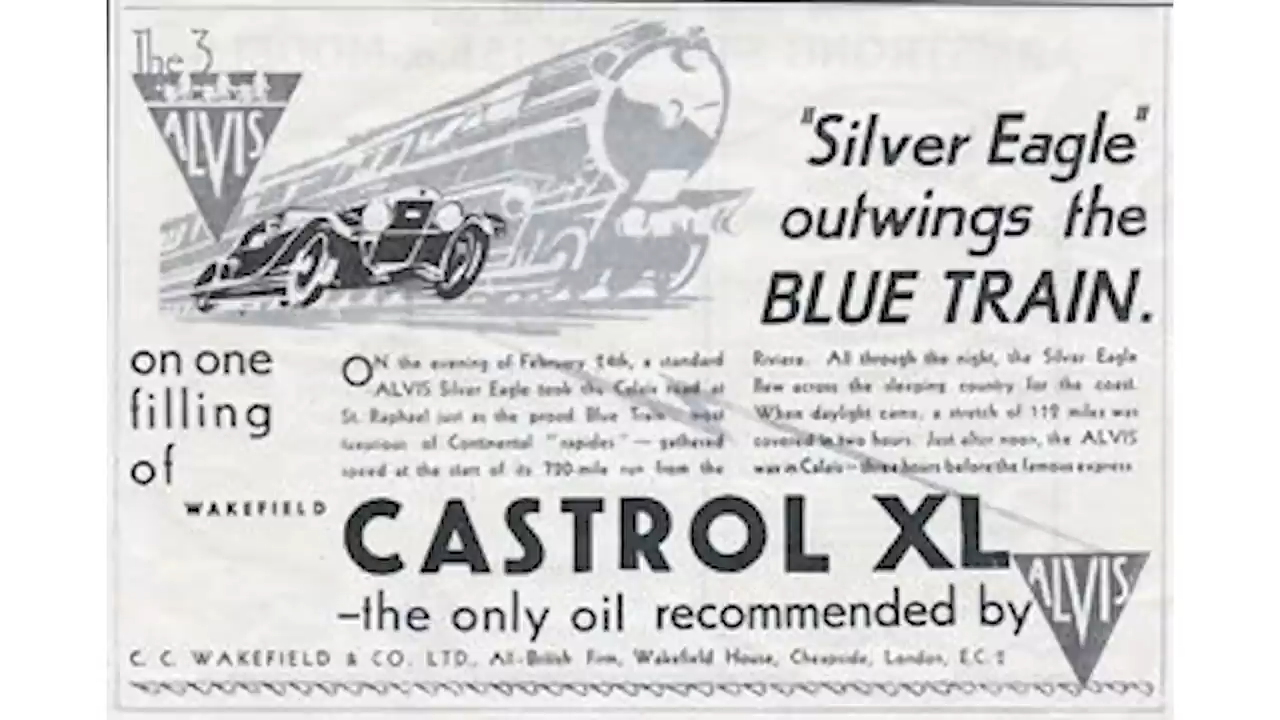 The 3
ALVIS
"Silver Eagle"
outwings the
BLUE TRAIN.
on one
filling
of
ON the evening of February 24th, a standard
ALVIS Silver Eagle took the Calais road at
St. Raphael just as the proud Blue Train most
luxurious of Continental "rapides" — gathered
speed at the start of its 720-mile run from the
Riviera. All through the night, the Silver Eagle
flew across the sleeping country for the coast.
When daylight came, a stretch of 112 miles was
covered in two hours. Just after noon, the ALVIS
was in Calais — three hours before the famous express.
WAKEFIELD
CASTROL XL
–the only oil recommended by
ALVIS
C. C. WAKEFIELD & CO. LTD., All-British Firm, Wakefield House, Cheapside, London, E.C.2